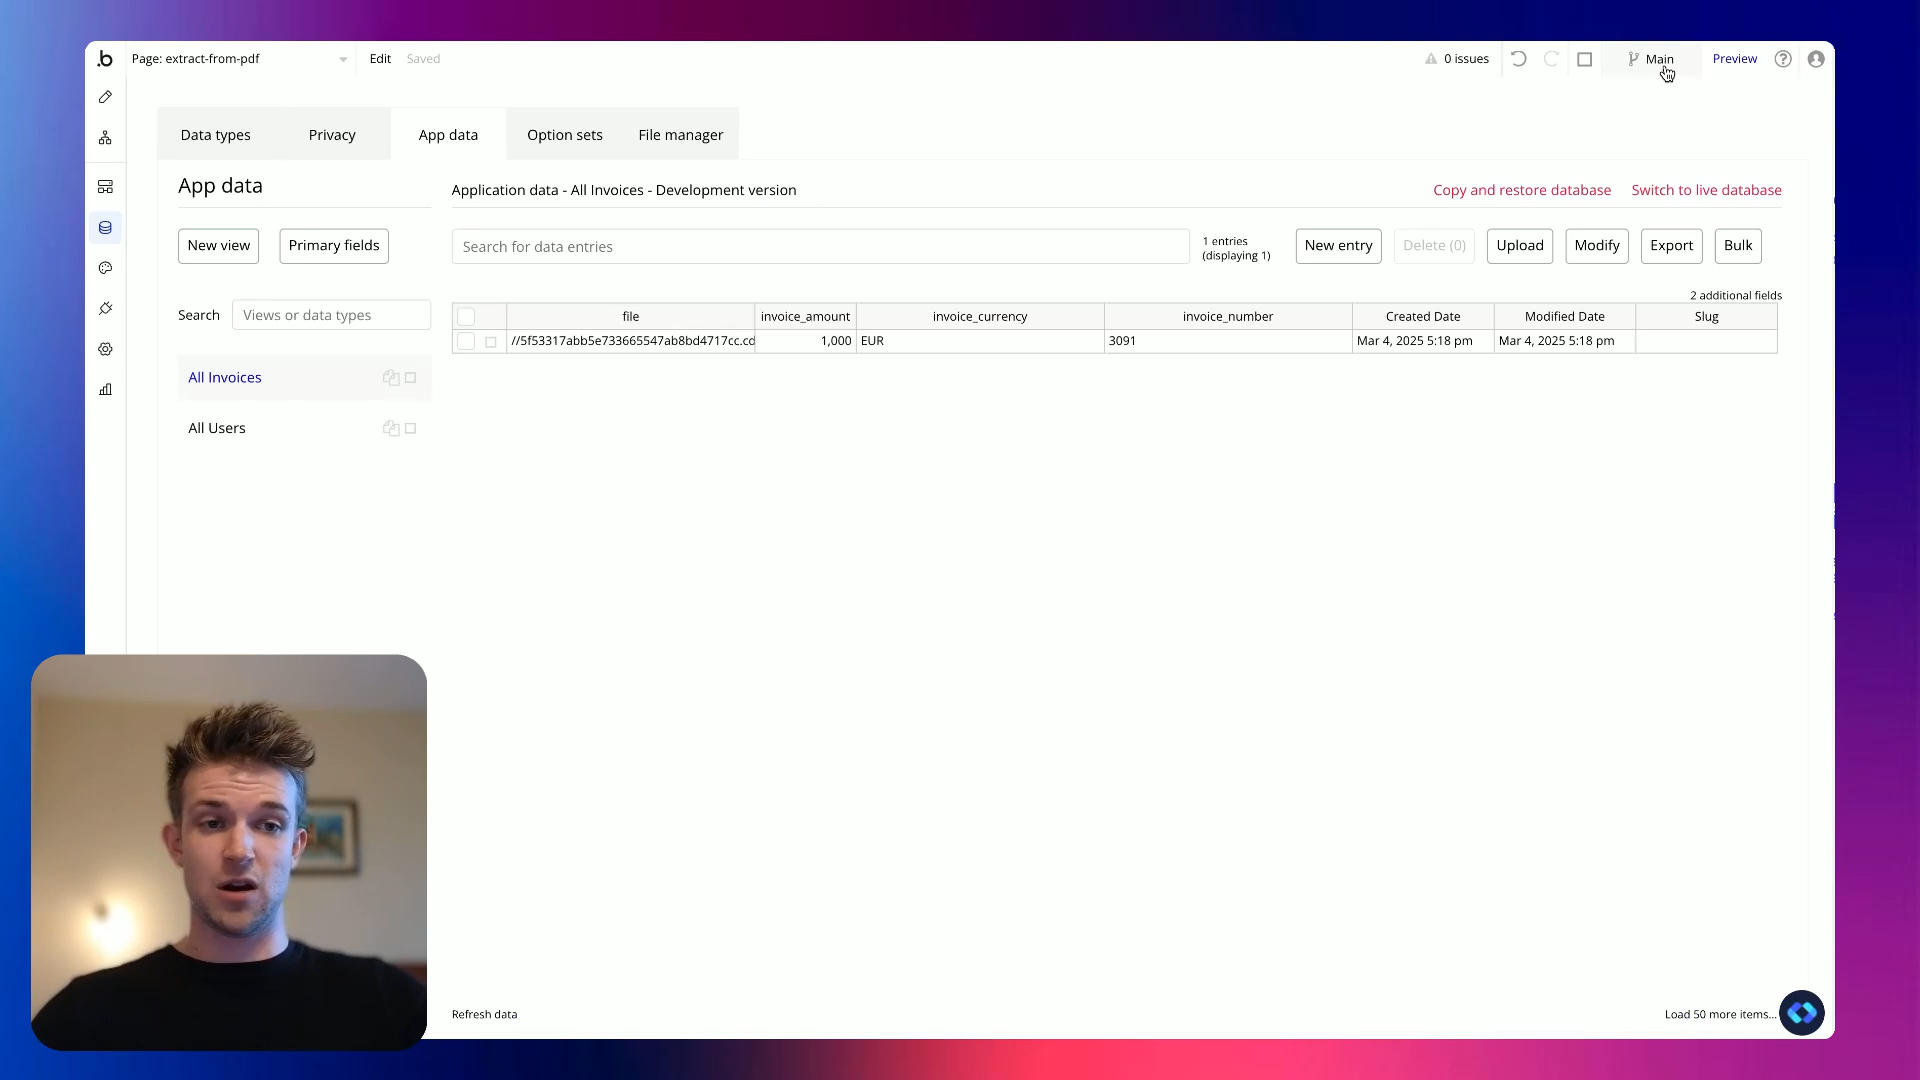 .b Page: extract-from-pdf Edit Saved 0 issues Main Preview
Data types Privacy App data Option sets File manager
App data
Application data - All Invoices - Development version Copy and restore database Switch to live database
New view Primary fields Search for data entries 1 entries New entry Delete (0) Upload Modify Export Bulk
(displaying 1)
2 additional fields
Search Views or data types
file invoice_amount invoice_currency invoice_number Created Date Modified Date Slug
//5f53317abb5e733665547ab8bd4717cc.cd 1,000 EUR 3091 Mar 4, 2025 5:18 pm Mar 4, 2025 5:18 pm
All Invoices
All Users
Refresh data Load 50 more items...